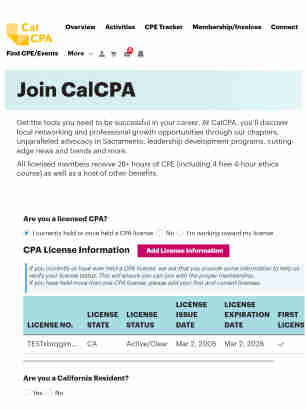 Cal
CPA
Overview Activities CPE Tracker Membership/Invoices Connect
Find CPE/Events More
Join CalCPA
Get the tools you need to be successful in your career. At CalCPA, you'll discover
local networking and professional growth opportunities through our chapters,
unparalleled advocacy in Sacramento, leadership development programs, cutting-
edge news and trends and more.
All licensed members receive 26+ hours of CPE (including 4 free 4-hour ethics
course) as well as a host of other benefits.
Are you a licensed CPA?
I currently hold or once held a CPA license No I'm working toward my license
CPA License Information Add License Information
If you currently or have ever held a CPA license, we ask that you provide some information to help us
verify your license status. This will ensure you can join with the proper membership.
If you have held more than one CPA license, please add your first and current licenses.
LICENSE NO. LICENSE STATE LICENSE STATUS LICENSE ISSUE DATE LICENSE EXPIRATION DATE FIRST LICENS
CA Active/Clear Mar 2, 2005 Mar 2, 2026
Are you a California Resident?
Yes No